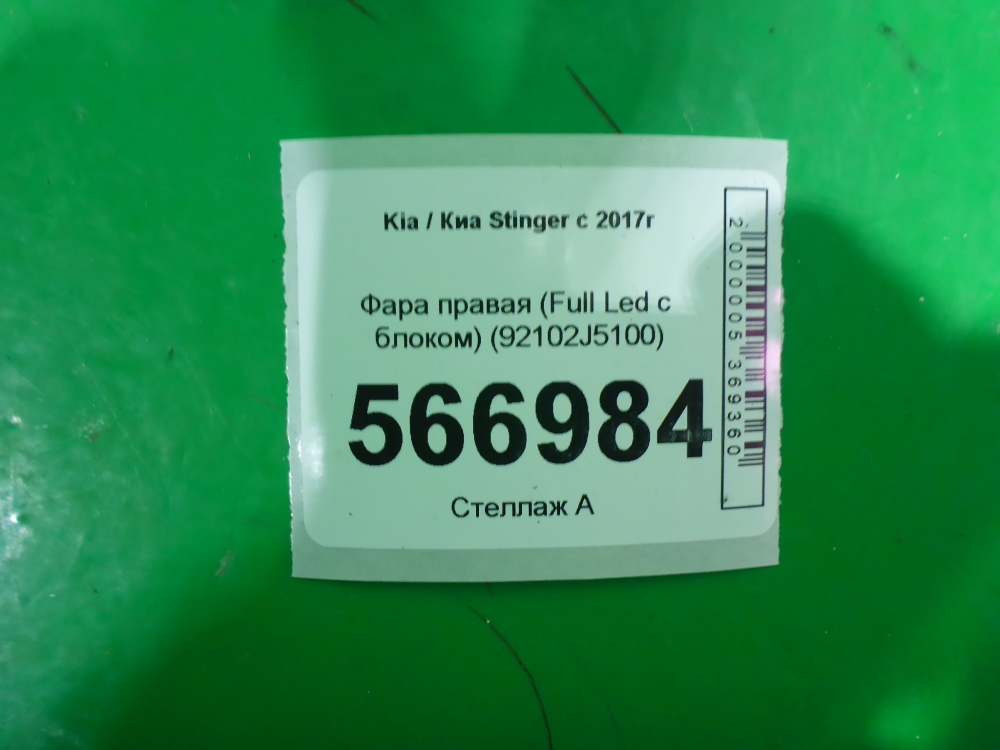 Kia / Киа Stinger с 2017г
Фара правая (Full Led с
блоком) (92102J5100)
566984
Стеллаж А
2000005369360